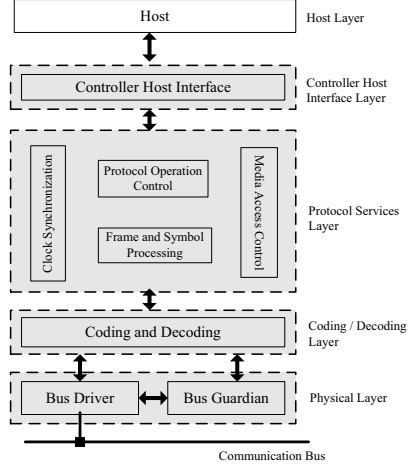 Host
Host Layer
Controller Host Interface
Controller Host
Interface Layer
Clock Synchronization
Protocol Operation
Control
Frame and Symbol
Processing
Media Access Control
Protocol Services
Layer
Coding and Decoding
Coding / Decoding
Layer
Bus Driver
Bus Guardian
Physical Layer
Communication Bus